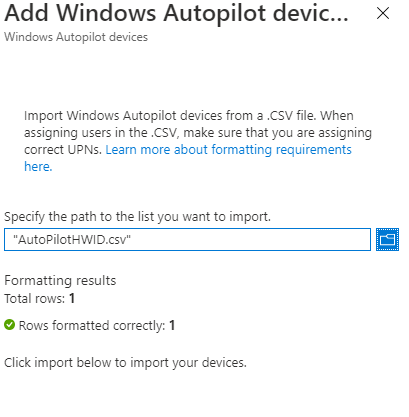 Add Windows Autopilot devic...
Windows Autopilot devices
Import Windows Autopilot devices from a .CSV file. When
assigning users in the .CSV, make sure that you are assigning
correct UPNs. Learn more about formatting requirements
here.
Specify the path to the list you want to import.
"AutoPilotHWID.csv"
Formatting results
Total rows: 1
Rows formatted correctly: 1
Click import below to import your devices.